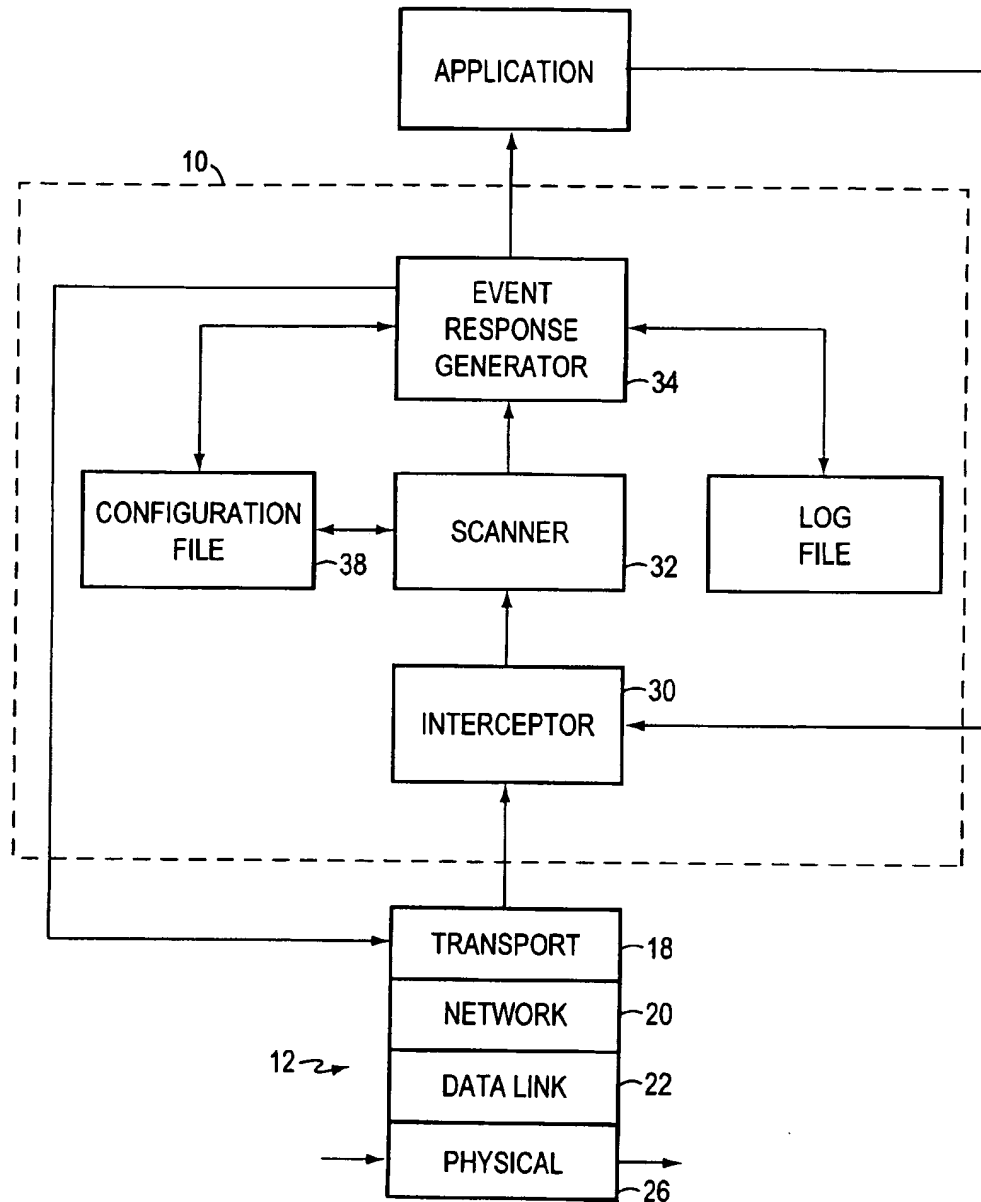 APPLICATION
10
EVENT
RESPONSE
GENERATOR
34
CONFIGURATION
FILE
38
SCANNER
32
LOG
FILE
30
INTERCEPTOR
TRANSPORT
18
NETWORK
20
12
DATA LINK
22
PHYSICAL
26